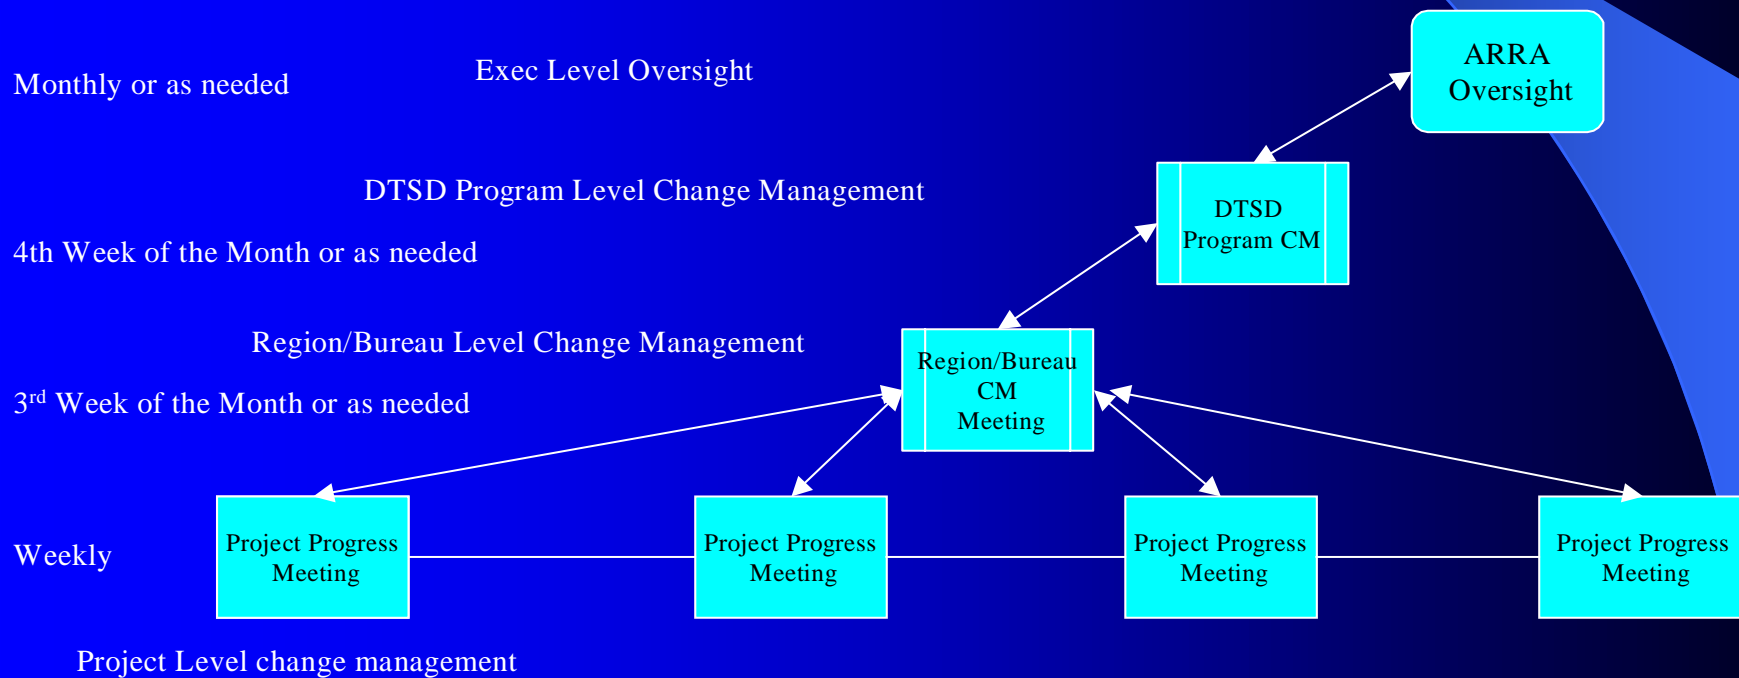 ARRA
Oversight
Exec Level Oversight
Monthly or as needed
DTSD Program Level Change Management
DTSD
Program CM
4th Week of the Month or as needed
Region/Bureau Level Change Management
Region/Bureau
CM
Meeting
3rd Week of the Month or as needed
Weekly
Project Progress
Meeting
Project Progress
Meeting
Project Progress
Meeting
Project Progress
Meeting
Project Level change management